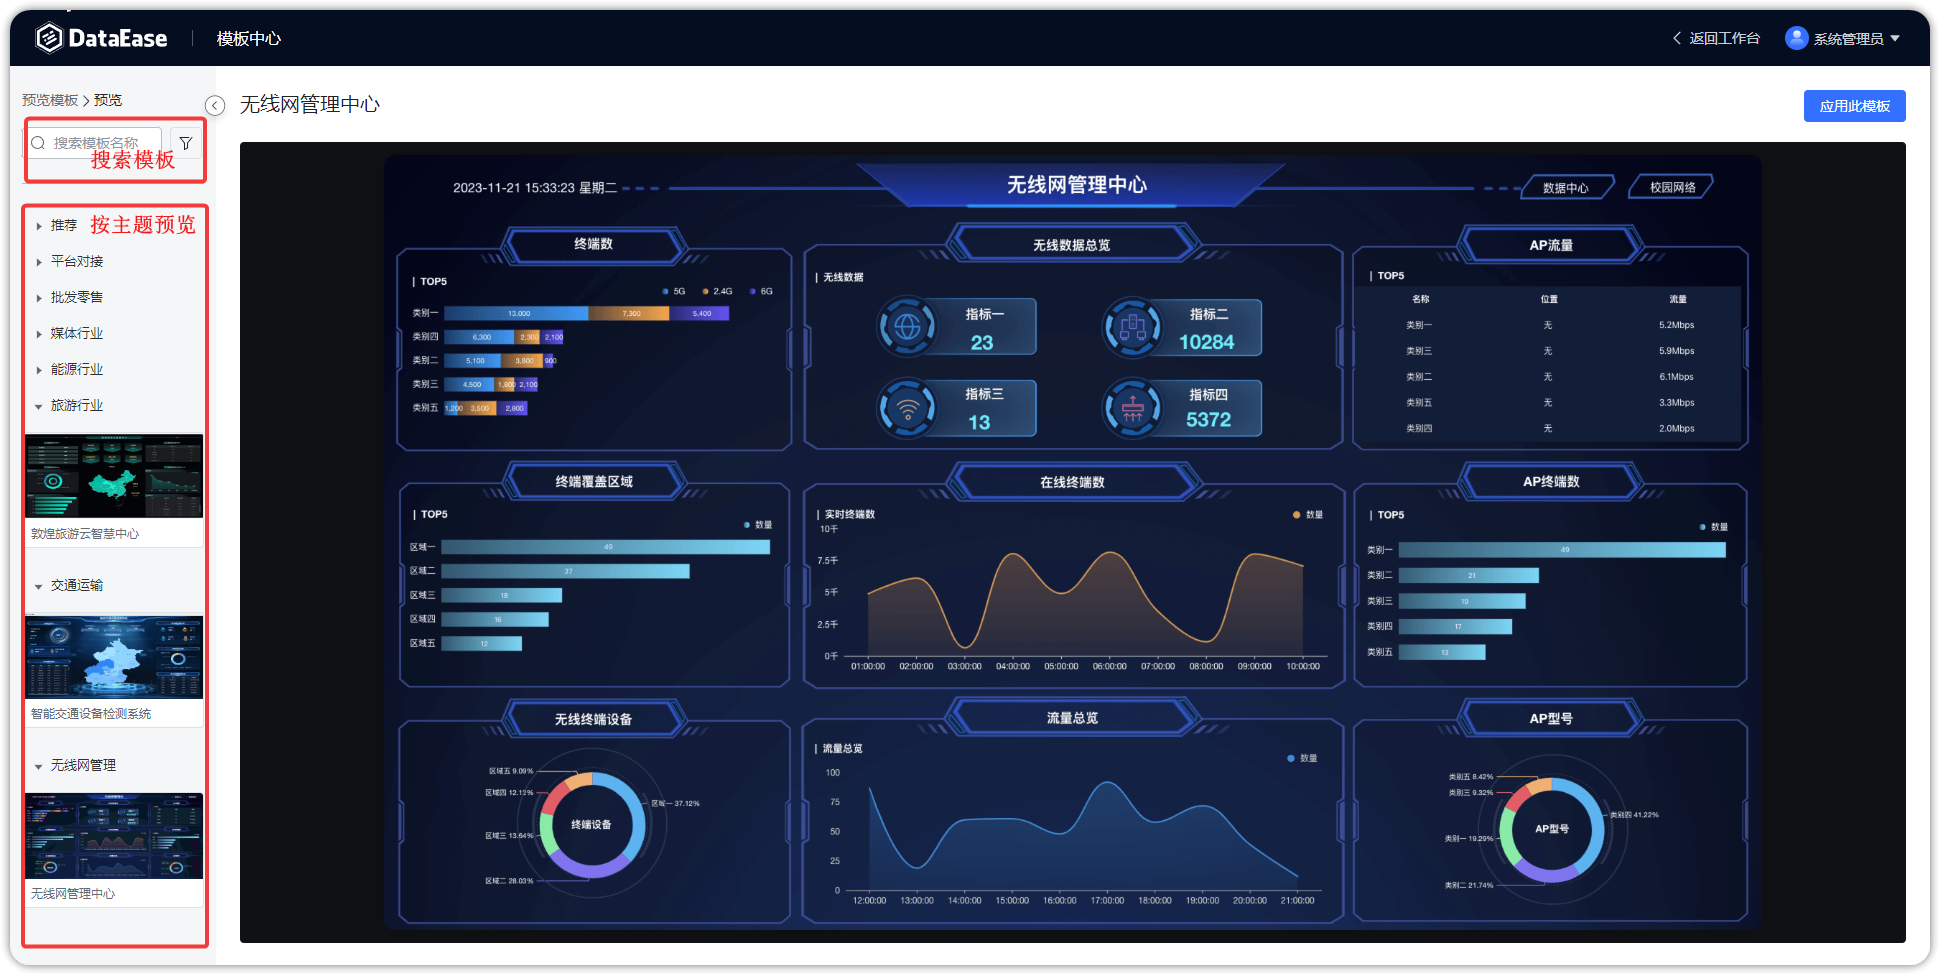 DataEase
模板中心
返回工作台
系统管理员
预览模板 > 预览
搜索模板名称
搜索模板
推荐
按主题预览
平台对接
批发零售
媒体行业
能源行业
旅游行业
敦煌旅游云智慧中心
交通运输
智能交通设备检测系统
无线网管理
无线网管理中心
无线网管理中心
应用此模板
2023-11-21 15:33:23 星期二
无线网管理中心
数据中心
校园网络
终端数
TOP5
5G 2.4G 6G
类别一 13,000 7,300 5,400
类别四 6,300 2,300 2,100
类别二 5,100 3,800 900
类别三 4,500 1,800 2,100
类别五 1,200 3,500 2,800
无线数据总览
无线数据
指标一
23
指标二
10284
指标三
13
指标四
5372
AP流量
TOP5
名称 位置 流量
类别一 无 5.2Mbps
类别三 无 5.9Mbps
类别二 无 6.1Mbps
类别五 无 3.3Mbps
类别四 无 2.0Mbps
终端覆盖区域
TOP5
数量
区域一 49
区域二 37
区域三 18
区域四 16
区域五 12
在线终端数
实时终端数
数量
10千
7.5千
5千
2.5千
0千
01:00:00 02:00:00 03:00:00 04:00:00 05:00:00 06:00:00 07:00:00 08:00:00 09:00:00 10:00:00
AP终端数
TOP5
数量
类别一 49
类别二 21
类别三 19
类别四 17
类别五 13
无线终端设备
区域五 9.09%
区域四 12.12%
区域一 37.12%
终端设备
区域三 13.64%
区域二 28.03%
流量总览
流量总览
数量
100
75
50
25
0
12:00:00 13:00:00 14:00:00 15:00:00 16:00:00 17:00:00 18:00:00 19:00:00 20:00:00 21:00:00
AP型号
类别五 8.42%
类别三 9.32%
类别四 41.22%
AP型号
类别一 19.29%
类别二 21.74%